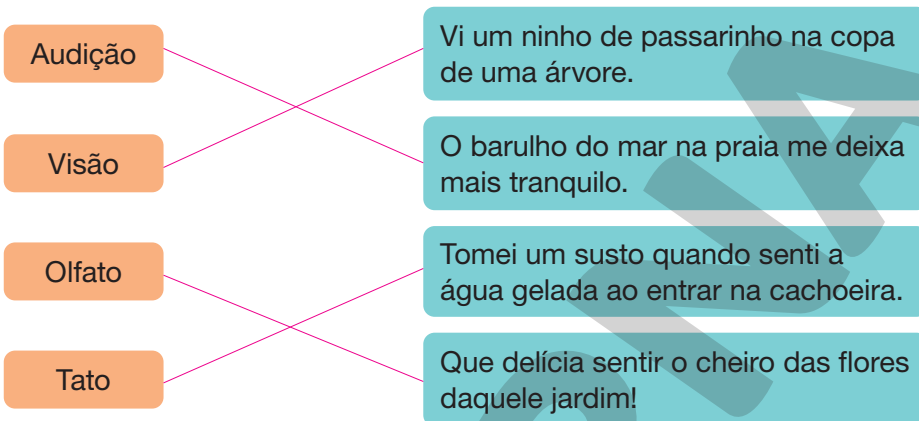 Audição
Vi um ninho de passarinho na copa
de uma árvore.
Visão
O barulho do mar na praia me deixa
mais tranquilo.
Olfato
Tomei um susto quando senti a
água gelada ao entrar na cachoeira.
Tato
Que delícia sentir o cheiro das flores
daquele jardim!